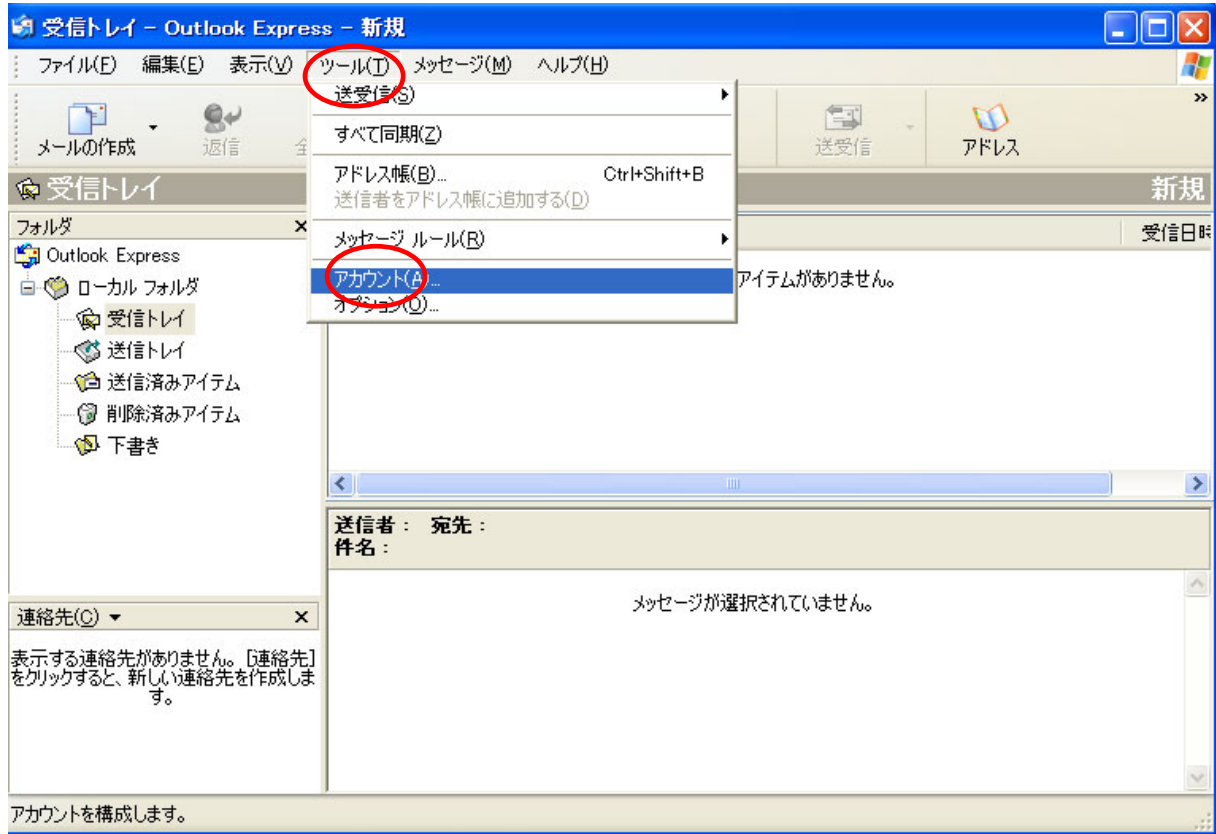 受信トレイ - Outlook Express - 新規
ファイル(F) 編集(E) 表示(V) ツール(T) メッセージ(M) ヘルプ(H)
メールの作成 返信 送受信 アドレス
送受信(S)
すべて同期(Z)
アドレス帳(B)... Ctrl+Shift+B
送信者をアドレス帳に追加する(D)
メッセージ ルール(R)
アカウント(A)...
オプション(O)...
受信トレイ 新規
フォルダ
Outlook Express
ローカル フォルダ
受信トレイ
送信トレイ
送信済みアイテム
削除済みアイテム
下書き
受信日時
アイテムがありません。
送信者： 宛先：
件名：
メッセージが選択されていません。
連絡先(C)
表示する連絡先がありません。[連絡先]
をクリックすると、新しい連絡先を作成しま
す。
アカウントを構成します。